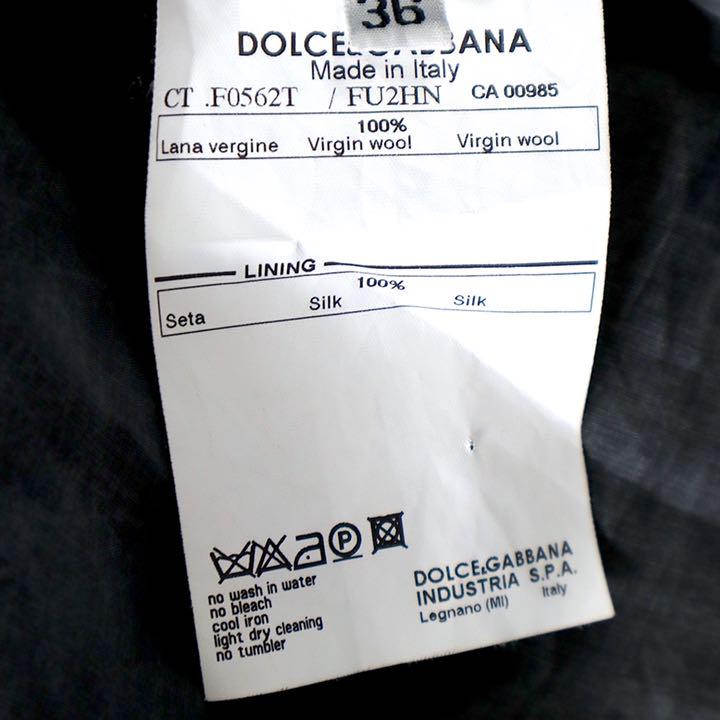 36
DOLCE&GABBANA
Made in Italy
CT .F0562T / FU2HN CA 00985
100%
Lana vergine Virgin wool Virgin wool
LINING
100%
Seta Silk Silk
P
no wash in water
no bleach
cool iron
light dry cleaning
no tumbler
DOLCE&GABBANA
INDUSTRIA S.P.A.
Legnano (MI) Italy